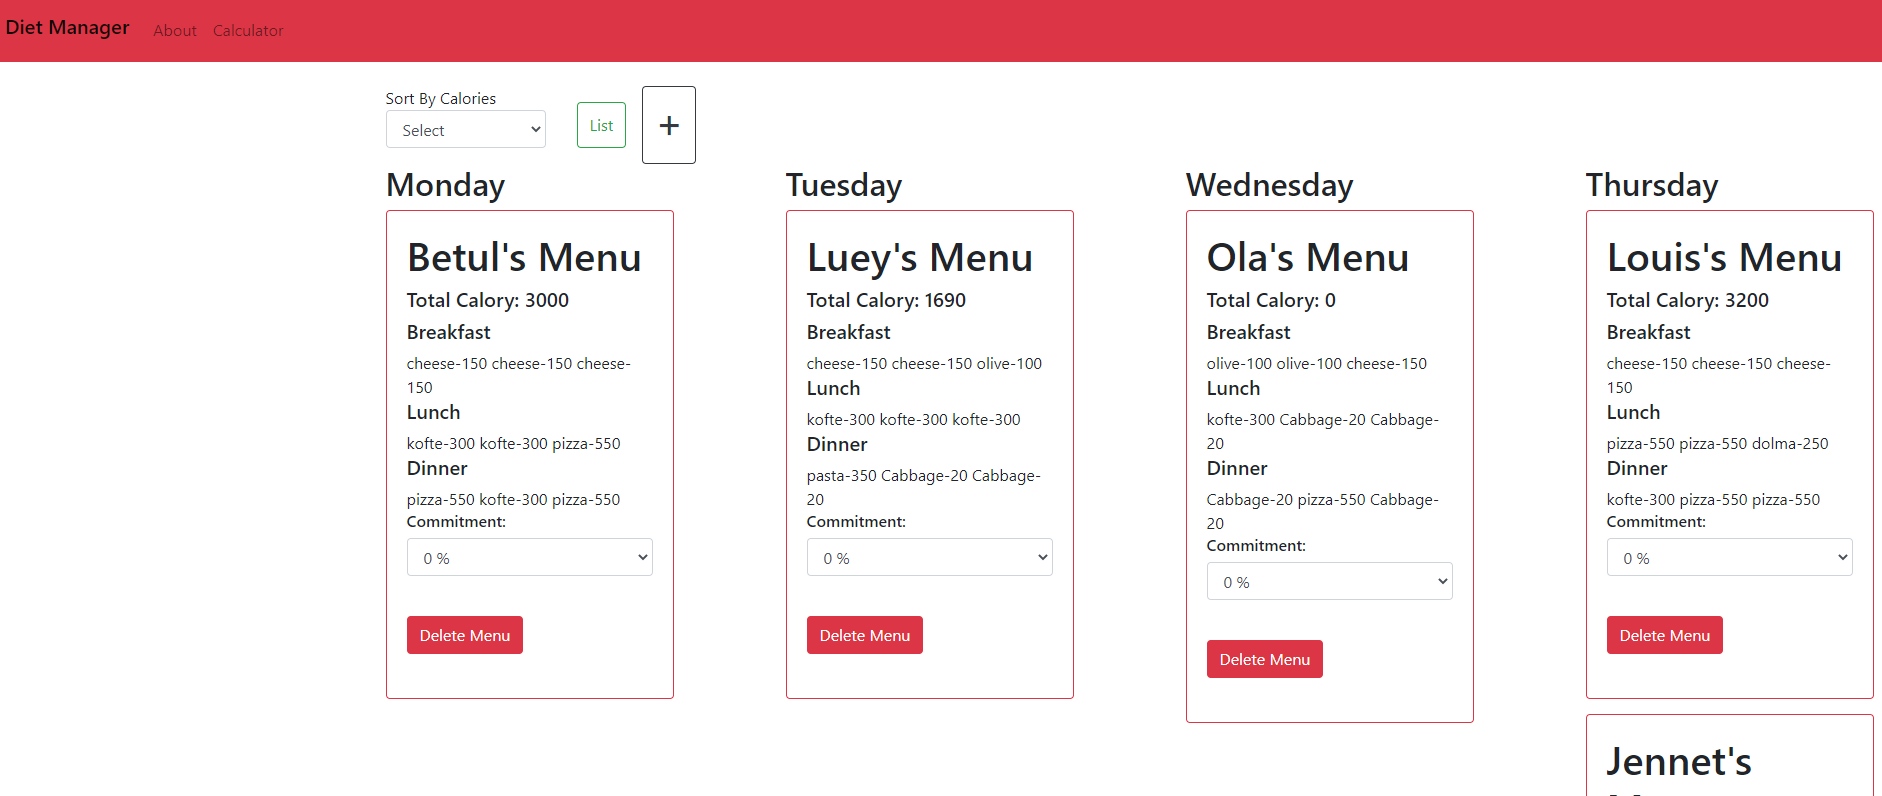 Diet Manager About Calculator
Sort By Calories
Select
List
+
Monday
Betul's Menu
Total Calory: 3000
Breakfast
cheese-150 cheese-150 cheese-
150
Lunch
kofte-300 kofte-300 pizza-550
Dinner
pizza-550 kofte-300 pizza-550
Commitment:
0 %
Delete Menu
Tuesday
Luey's Menu
Total Calory: 1690
Breakfast
cheese-150 cheese-150 olive-100
Lunch
kofte-300 kofte-300 kofte-300
Dinner
pasta-350 Cabbage-20 Cabbage-
20
Commitment:
0 %
Delete Menu
Wednesday
Ola's Menu
Total Calory: 0
Breakfast
olive-100 olive-100 cheese-150
Lunch
kofte-300 Cabbage-20 Cabbage-
20
Dinner
Cabbage-20 pizza-550 Cabbage-
20
Commitment:
0 %
Delete Menu
Thursday
Louis's Menu
Total Calory: 3200
Breakfast
cheese-150 cheese-150 cheese-
150
Lunch
pizza-550 pizza-550 dolma-250
Dinner
kofte-300 pizza-550 pizza-550
Commitment:
0 %
Delete Menu
Jennet's